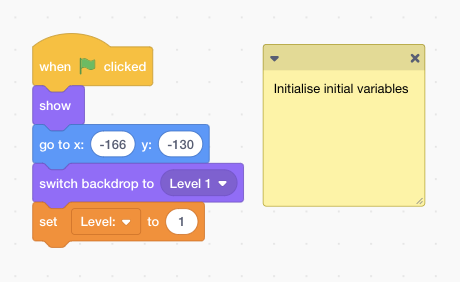 when clicked
show
go to x: -166 y: -130
switch backdrop to Level 1
set Level: to 1
Initialise initial variables